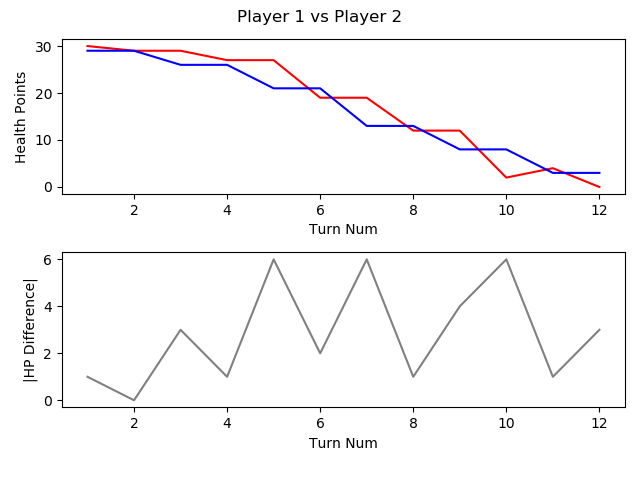 Player 1 vs Player 2
30
20
10
0
Health Points
2 4 6 8 10 12
Turn Num
6
4
2
0
|HP Difference|
2 4 6 8 10 12
Turn Num